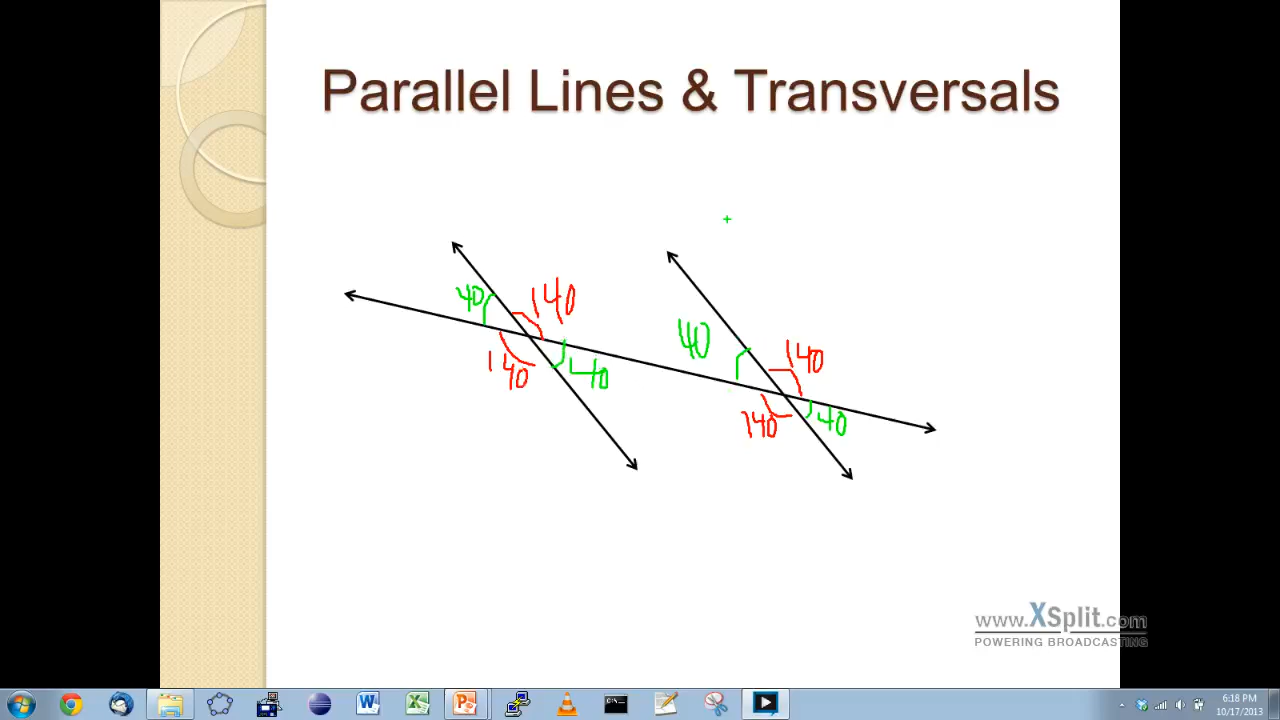 Parallel Lines & Transversals
40
140
140
40
40
140
140
40
www.XSplit.com
POWERING BROADCASTING
6:18 PM
10/17/2013